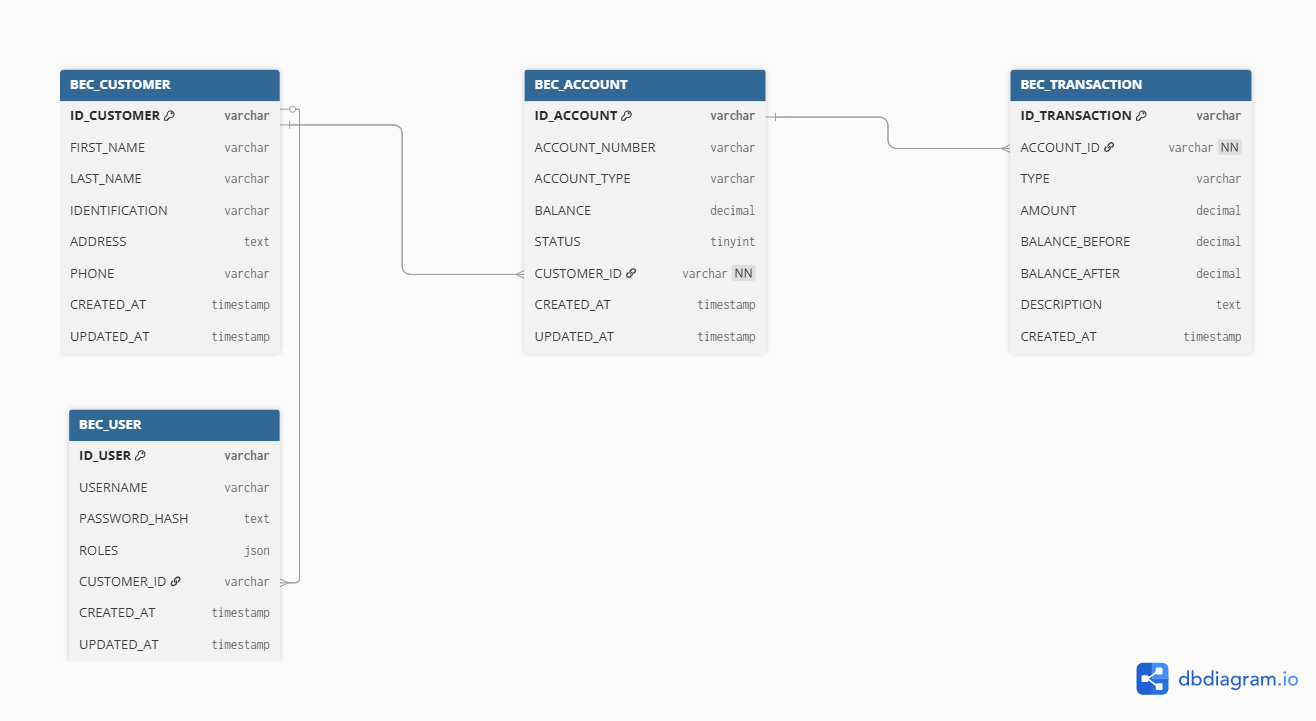 BEC_CUSTOMER
ID_CUSTOMER varchar
FIRST_NAME varchar
LAST_NAME varchar
IDENTIFICATION varchar
ADDRESS text
PHONE varchar
CREATED_AT timestamp
UPDATED_AT timestamp
BEC_ACCOUNT
ID_ACCOUNT varchar
ACCOUNT_NUMBER varchar
ACCOUNT_TYPE varchar
BALANCE decimal
STATUS tinyint
CUSTOMER_ID varchar NN
CREATED_AT timestamp
UPDATED_AT timestamp
BEC_TRANSACTION
ID_TRANSACTION varchar
ACCOUNT_ID varchar NN
TYPE varchar
AMOUNT decimal
BALANCE_BEFORE decimal
BALANCE_AFTER decimal
DESCRIPTION text
CREATED_AT timestamp
BEC_USER
ID_USER varchar
USERNAME varchar
PASSWORD_HASH text
ROLES json
CUSTOMER_ID varchar
CREATED_AT timestamp
UPDATED_AT timestamp
dbdiagram.io